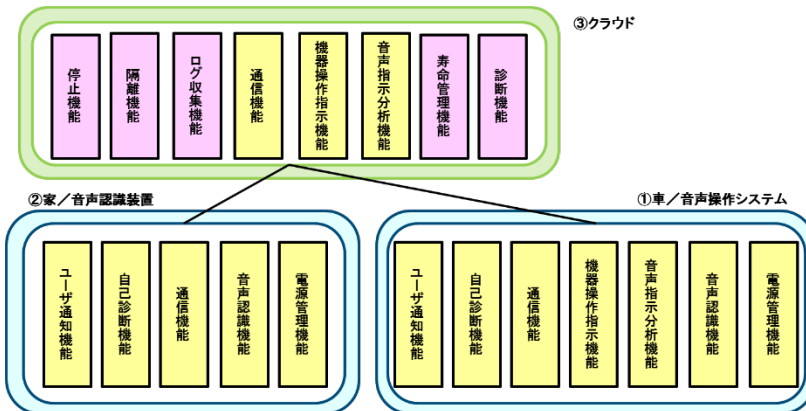 ③クラウド
停止機能
隔離機能
ログ収集機能
通信機能
機器操作指示機能
音声指示分析機能
寿命管理機能
診断機能
②家／音声認識装置
①車／音声操作システム
ユーザ通知機能
自己診断機能
通信機能
音声認識機能
電源管理機能
ユーザ通知機能
自己診断機能
通信機能
機器操作指示機能
音声指示分析機能
音声認識機能
電源管理機能